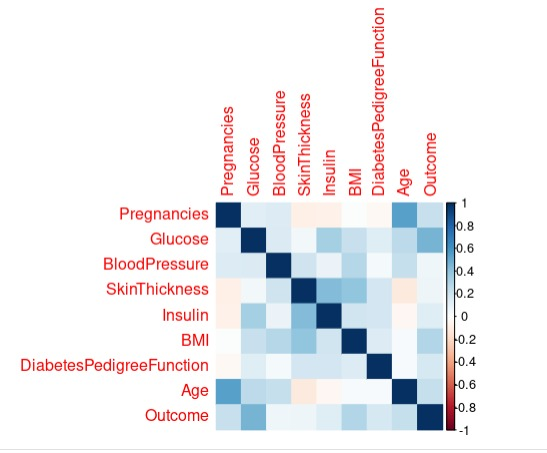 Pregnancies
Glucose
BloodPressure
SkinThickness
Insulin
BMI
DiabetesPedigreeFunction
Age
Outcome
Pregnancies
Glucose
BloodPressure
SkinThickness
Insulin
BMI
DiabetesPedigreeFunction
Age
Outcome
1
0.8
0.6
0.4
0.2
0
-0.2
-0.4
-0.6
-0.8
-1